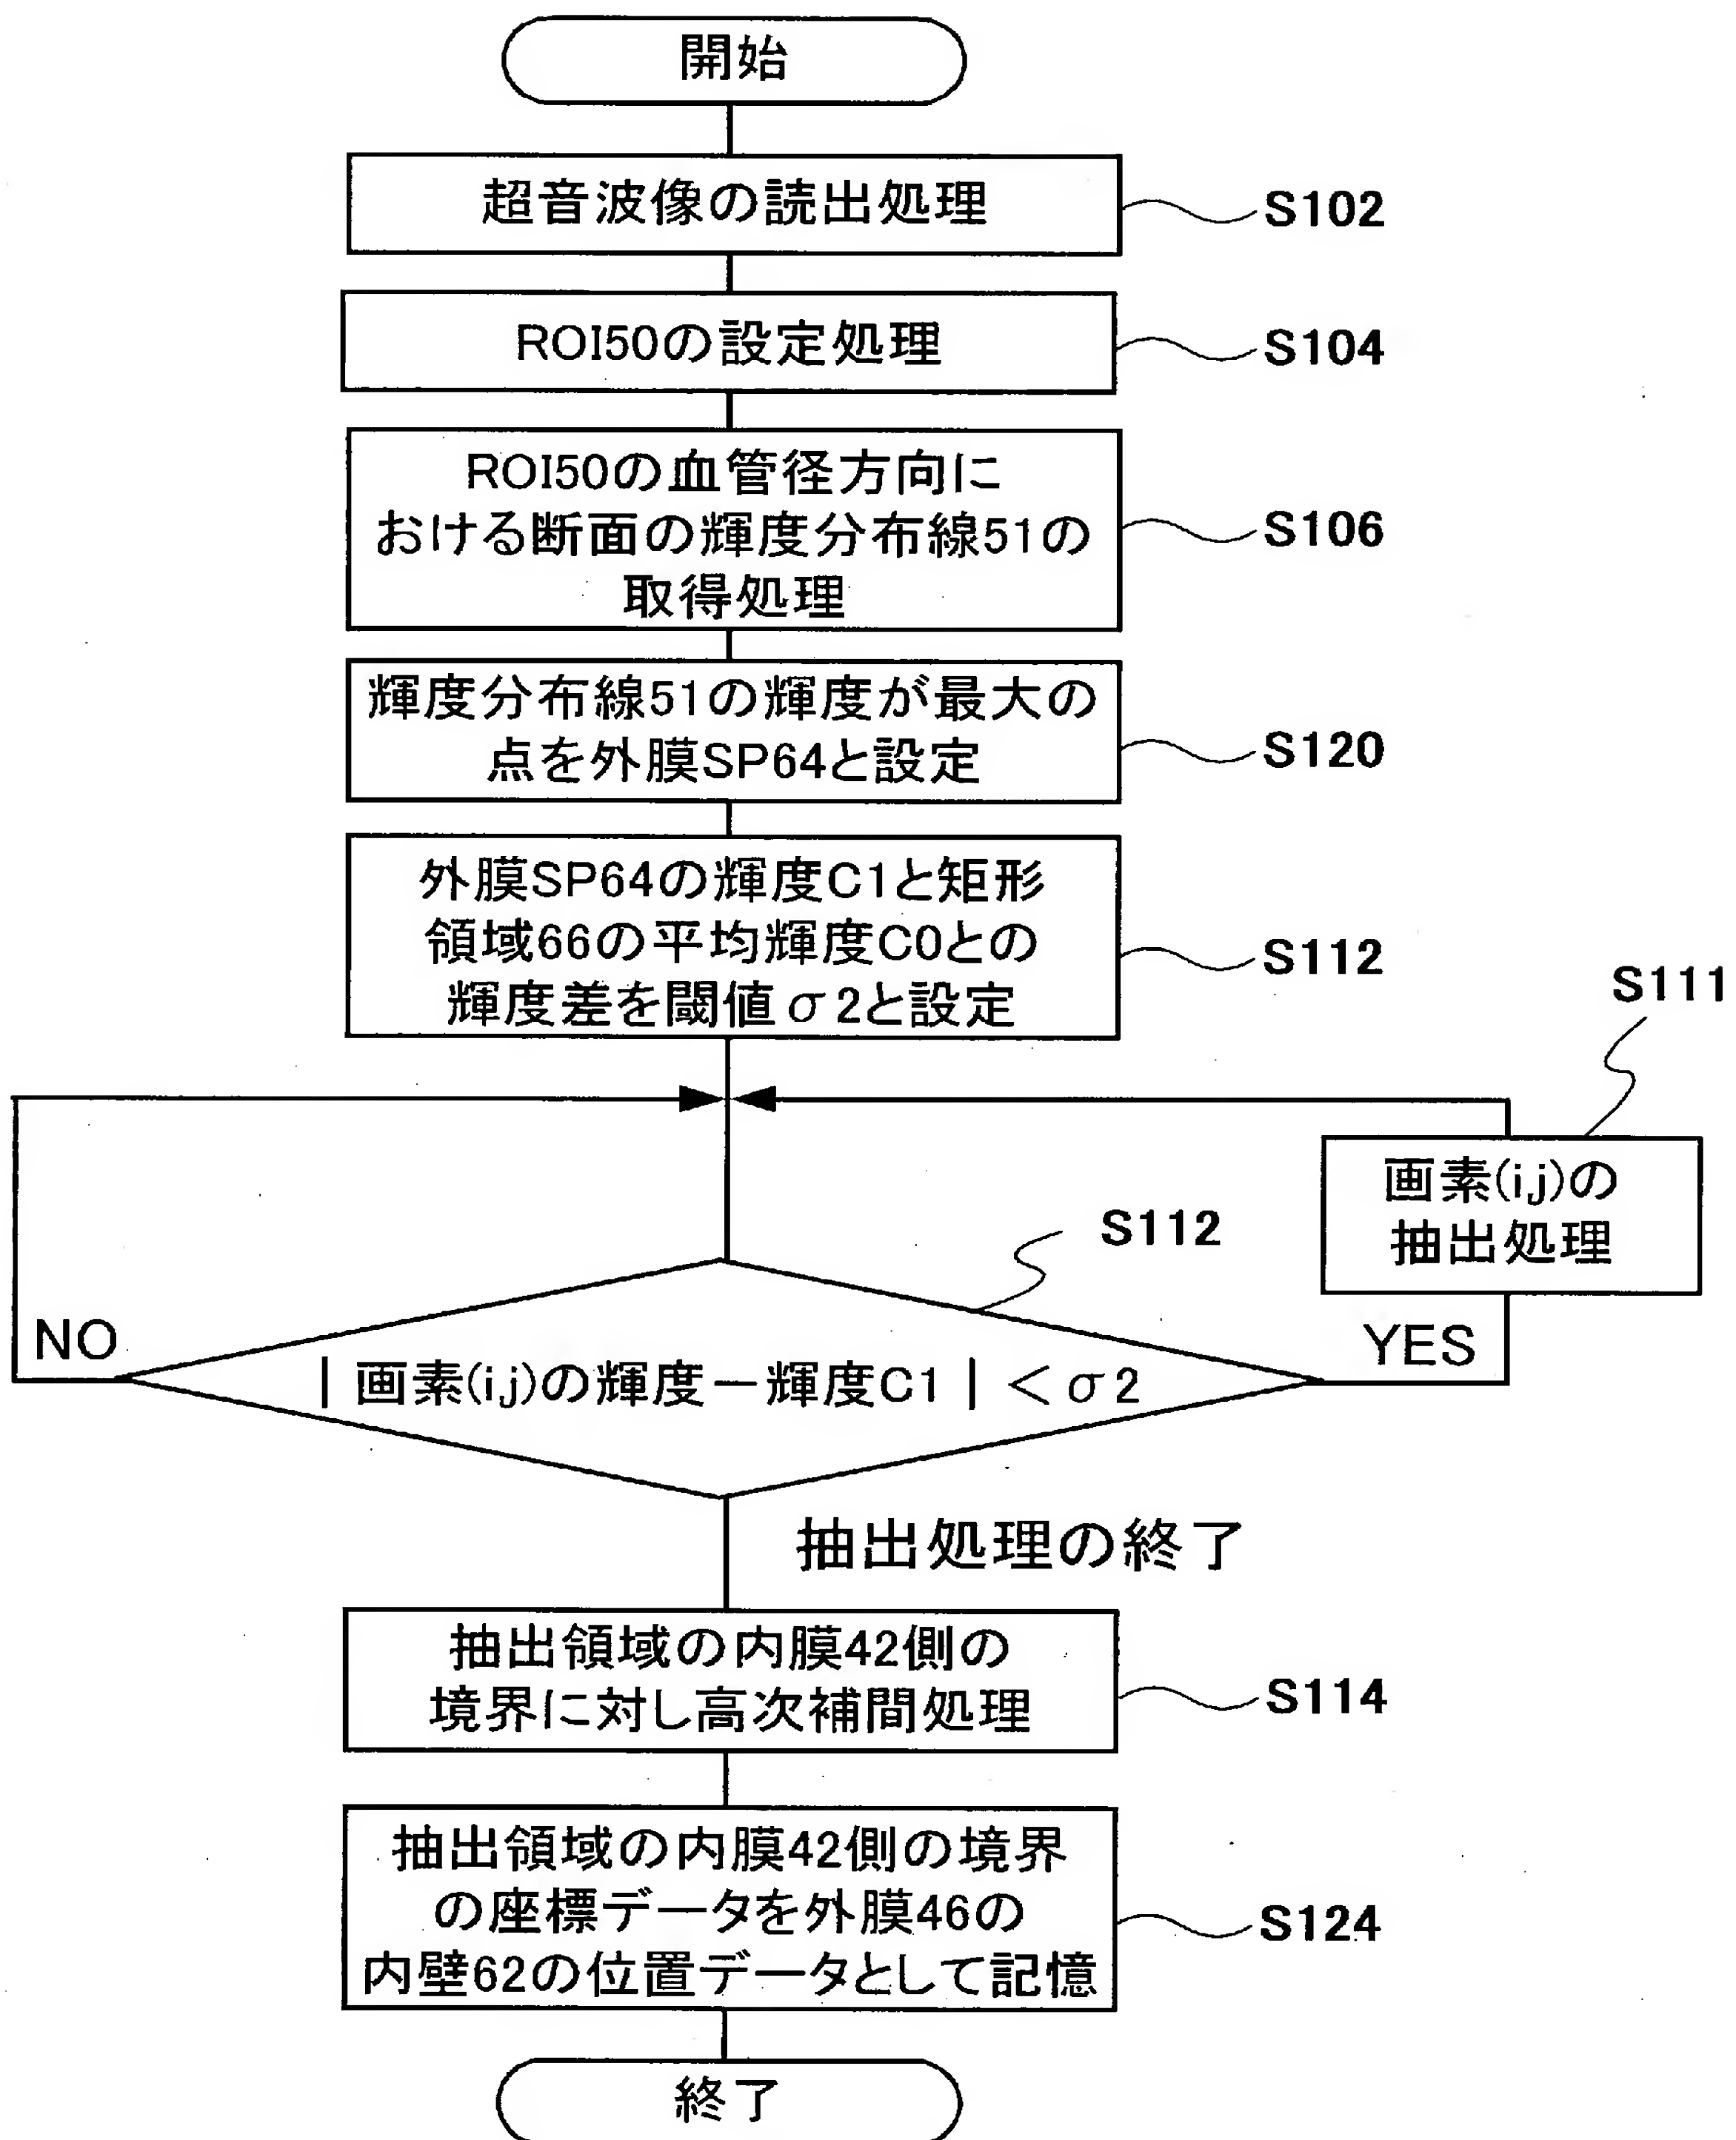 開始
超音波像の読出処理
S102
ROI50の設定処理
S104
ROI50の血管径方向に
おける断面の輝度分布線51の
取得処理
S106
輝度分布線51の輝度が最大の
点を外膜SP64と設定
S120
外膜SP64の輝度C1と矩形
領域66の平均輝度C0との
輝度差を閾値σ2と設定
S112
S111
画素(i,j)の
抽出処理
S112
NO
YES
|画素(i,j)の輝度－輝度C1|＜σ2
抽出処理の終了
抽出領域の内膜42側の
境界に対し高次補間処理
S114
抽出領域の内膜42側の境界
の座標データを外膜46の
内壁62の位置データとして記憶
S124
終了